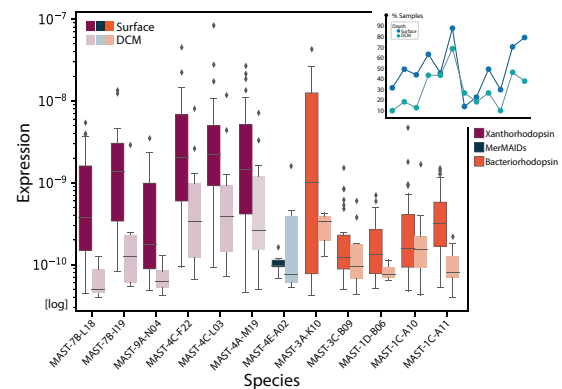 10⁻⁷
10⁻⁸
10⁻⁹
10⁻¹⁰
[log]
Expression
Surface
DCM
% Samples
Depth
Surface
DCM
90
80
70
60
50
40
30
20
10
Xanthorhodopsin
MerMAIDs
Bacteriorhodopsin
MAST-7B-L18
MAST-7B-I19
MAST-9A-N04
MAST-4C-F22
MAST-4C-L03
MAST-4A-M19
MAST-4E-A02
MAST-3A-K10
MAST-3C-B09
MAST-1D-B06
MAST-1C-A10
MAST-1C-A11
Species